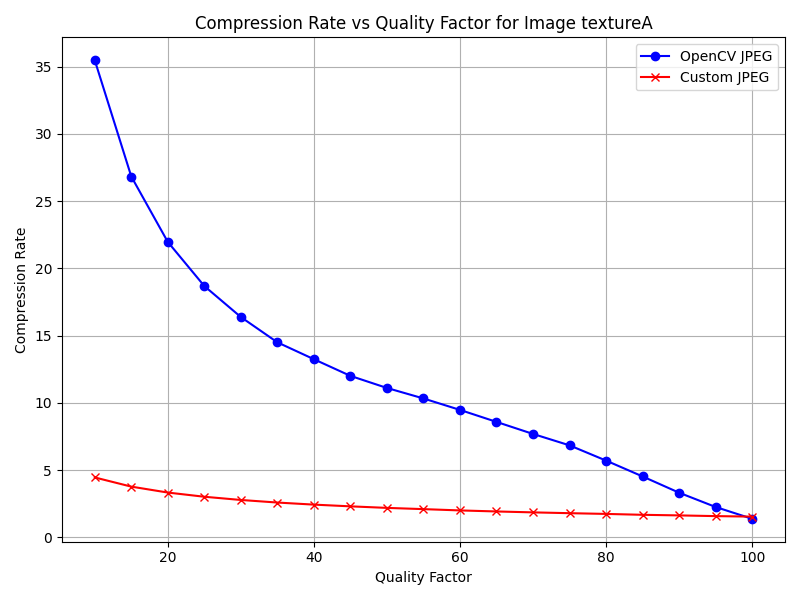 Compression Rate vs Quality Factor for Image textureA
OpenCV JPEG
Custom JPEG
Compression Rate
35
30
25
20
15
10
5
0
20 40 60 80 100
Quality Factor